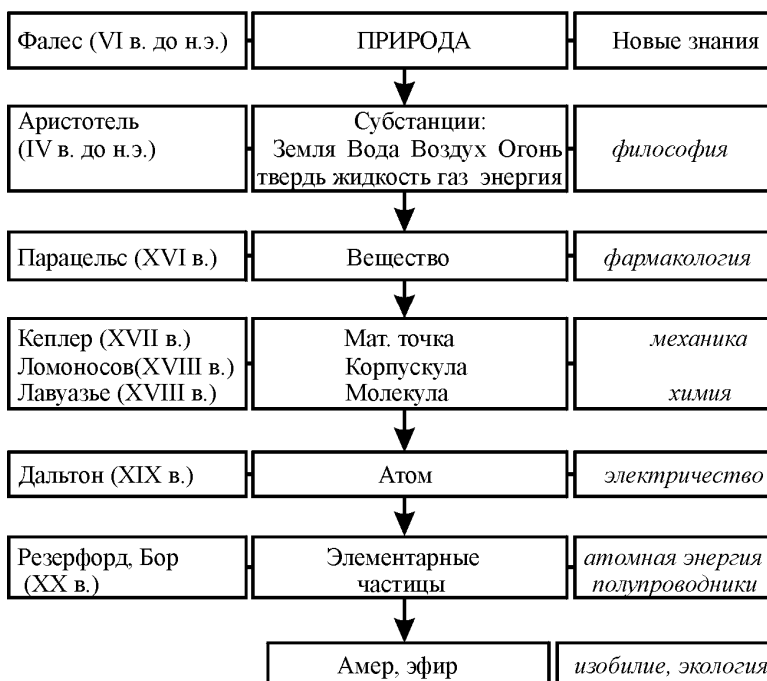 Фалес (VI в. до н.э.) ПРИРОДА Новые знания
Аристотель
(IV в. до н.э.)
Субстанции:
Земля Вода Воздух Огонь
твердь жидкость газ энергия
философия
Парацельс (XVI в.) Вещество фармакология
Кеплер (XVII в.) Мат. точка механика
Ломоносов(XVIII в.) Корпускула
Лавуазье (XVIII в.) Молекула химия
Дальтон (XIX в.) Атом электричество
Резерфорд, Бор
(XX в.)
Элементарные
частицы
атомная энергия
полупроводники
Амер, эфир изобилие, экология